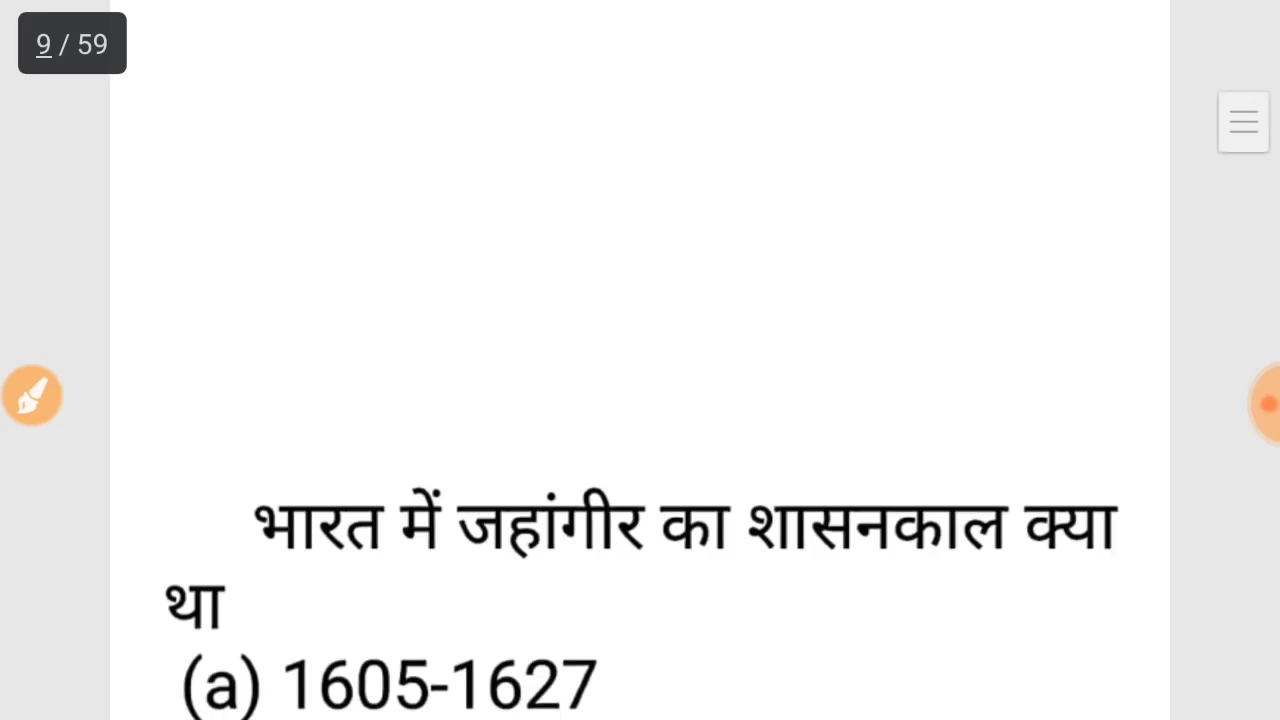 9 / 59
भारत में जहांगीर का शासनकाल क्या
था
(a) 1605-1627